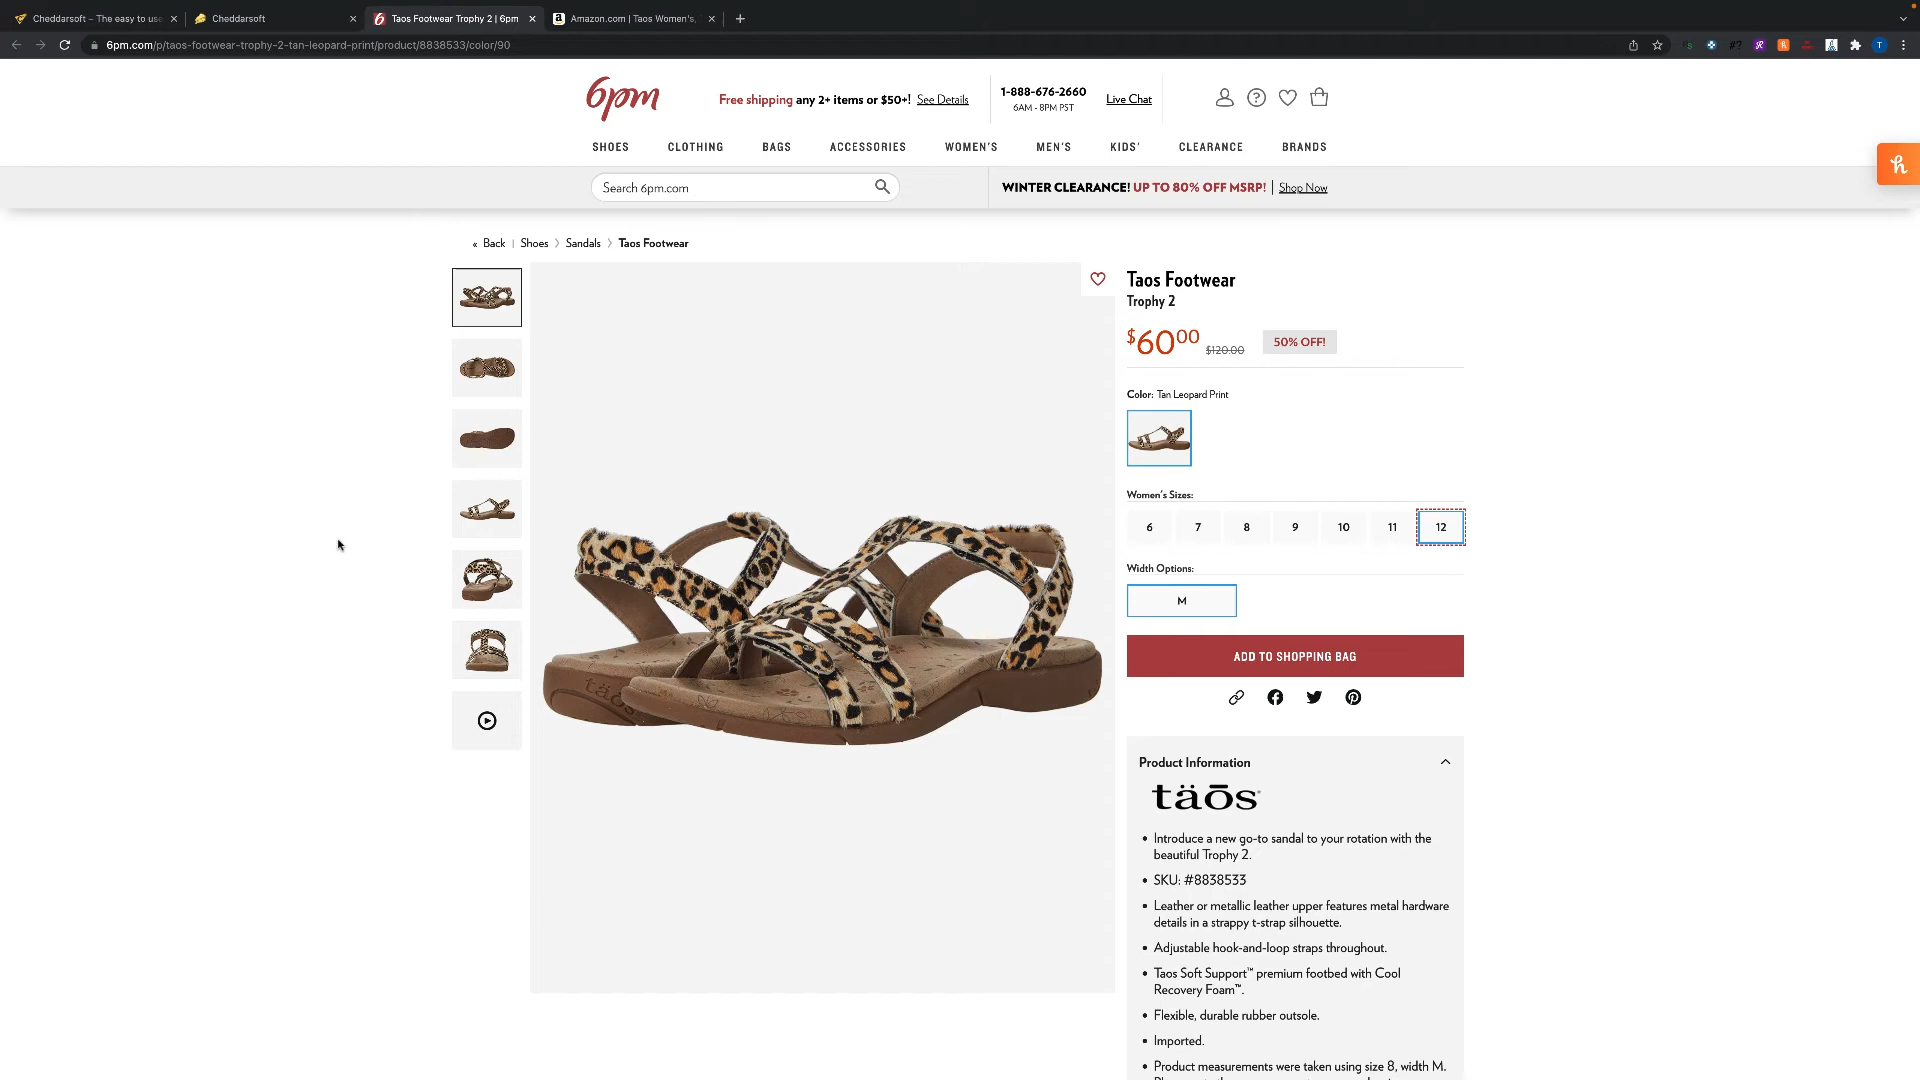 Cheddarsoft – The easy to use
Cheddarsoft
Taos Footwear Trophy 2 | 6pm
Amazon.com | Taos Women's,
6pm.com/p/taos-footwear-trophy-2-tan-leopard-print/product/8838533/color/90
6pm
Free shipping any 2+ items or $50+! See Details
1-888-676-2660
6AM - 8PM PST
Live Chat
SHOES CLOTHING BAGS ACCESSORIES WOMEN'S MEN'S KIDS' CLEARANCE BRANDS
Search 6pm.com
WINTER CLEARANCE! UP TO 80% OFF MSRP! | Shop Now
« Back | Shoes > Sandals > Taos Footwear
Taos Footwear
Trophy 2
$60.00 $120.00 50% OFF!
Color: Tan Leopard Print
Women's Sizes:
6 7 8 9 10 11 12
Width Options:
M
ADD TO SHOPPING BAG
Product Information
täōs
• Introduce a new go-to sandal to your rotation with the
beautiful Trophy 2.
• SKU: #8838533
• Leather or metallic leather upper features metal hardware
details in a strappy t-strap silhouette.
• Adjustable hook-and-loop straps throughout.
• Taos Soft Support™ premium footbed with Cool
Recovery Foam™.
• Flexible, durable rubber outsole.
• Imported.
• Product measurements were taken using size 8, width M.